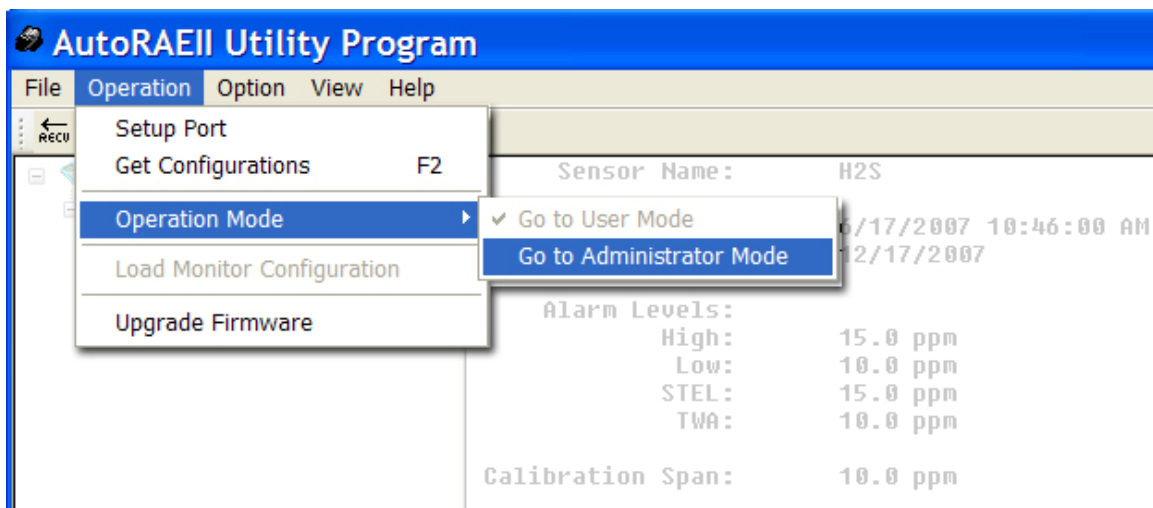 AutoRAEII Utility Program
File Operation Option View Help
RECV
Setup Port
Get Configurations F2
Operation Mode
Load Monitor Configuration
Upgrade Firmware
Go to User Mode
Go to Administrator Mode
Sensor Name: H2S
6/17/2007 10:46:00 AM
12/17/2007
Alarm Levels:
High: 15.0 ppm
Low: 10.0 ppm
STEL: 15.0 ppm
TWA: 10.0 ppm
Calibration Span: 10.0 ppm